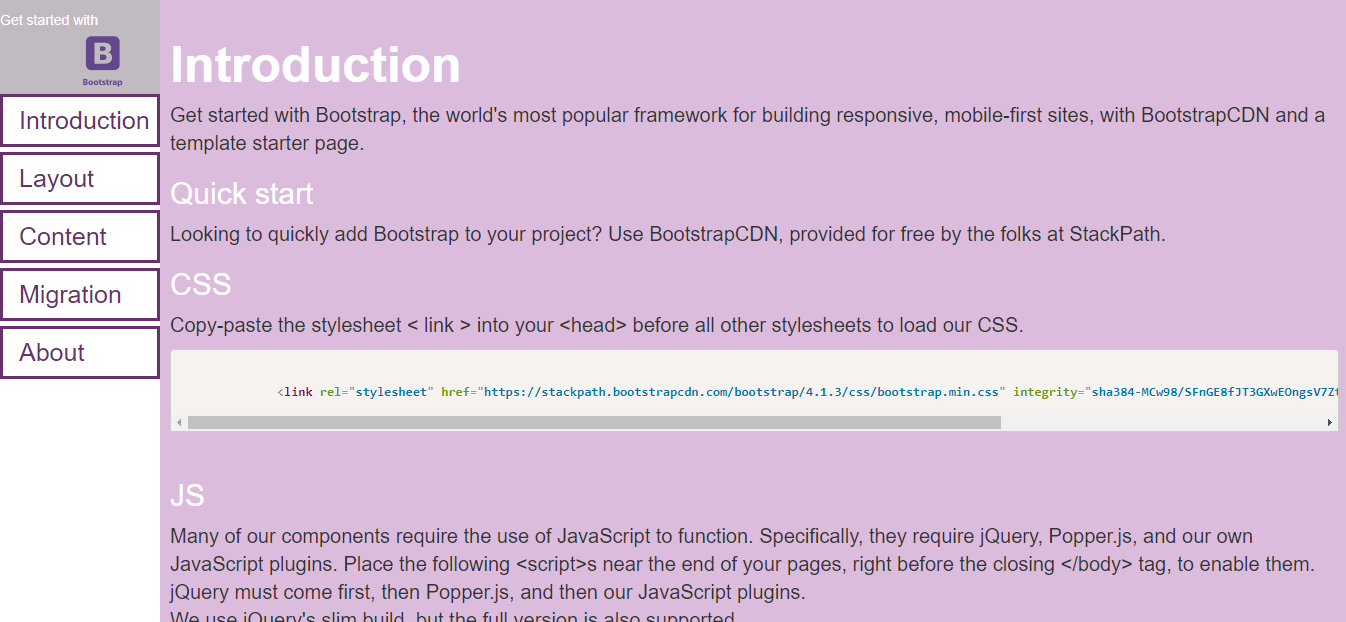 Get started with
B
Bootstrap
Introduction
Layout
Content
Migration
About
Introduction
Get started with Bootstrap, the world's most popular framework for building responsive, mobile-first sites, with BootstrapCDN and a
template starter page.
Quick start
Looking to quickly add Bootstrap to your project? Use BootstrapCDN, provided for free by the folks at StackPath.
CSS
Copy-paste the stylesheet < link > into your <head> before all other stylesheets to load our CSS.
<link rel="stylesheet" href="https://stackpath.bootstrapcdn.com/bootstrap/4.1.3/css/bootstrap.min.css" integrity="sha384-MCw98/SFnGE8fJT3GXwEOngsV7Zt
JS
Many of our components require the use of JavaScript to function. Specifically, they require jQuery, Popper.js, and our own
JavaScript plugins. Place the following <script>s near the end of your pages, right before the closing </body> tag, to enable them.
jQuery must come first, then Popper.js, and then our JavaScript plugins.
We use jQuery's slim build, but the full version is also supported.